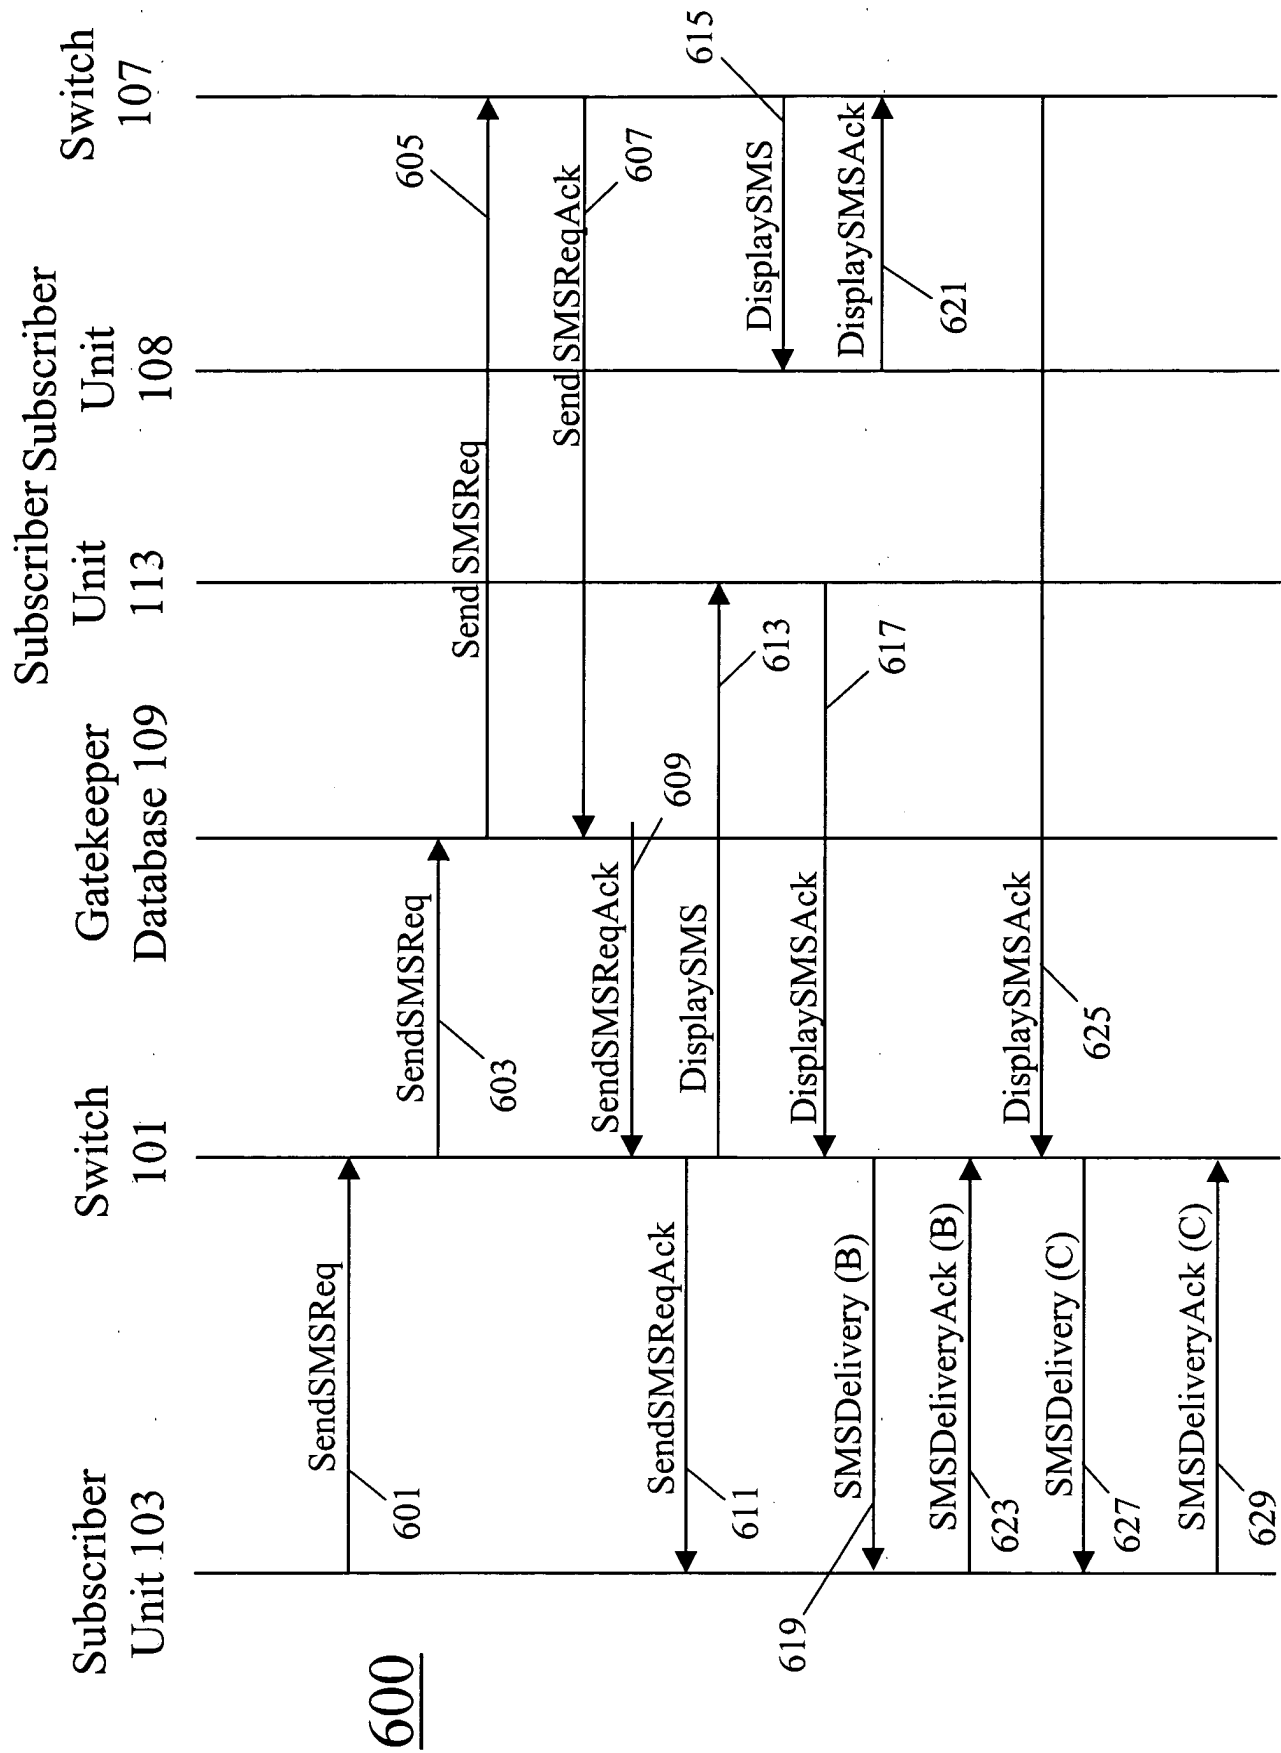 600
Subscriber
Unit 103
Switch
101
Gatekeeper
Database 109
Subscriber
Unit
113
Subscriber
Unit
108
Switch
107
SendSMSReq
601
SendSMSReq
603
Send SMSReq
605
Send SMSReqAck
607
SendSMSReqAck
609
SendSMSReqAck
611
DisplaySMS
613
DisplaySMS
615
DisplaySMSAck
617
SMSDelivery (B)
619
DisplaySMSAck
621
SMSDeliveryAck (B)
623
DisplaySMSAck
625
SMSDelivery (C)
627
SMSDeliveryAck (C)
629